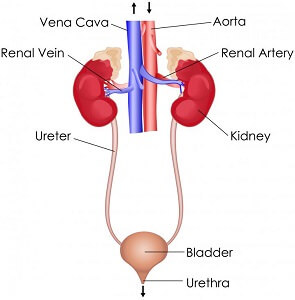 Vena Cava
Aorta
Renal Vein
Renal Artery
Ureter
Kidney
Bladder
Urethra